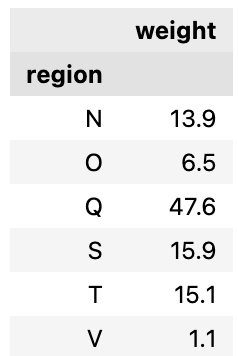 weight
region
N 13.9
O 6.5
Q 47.6
S 15.9
T 15.1
V 1.1